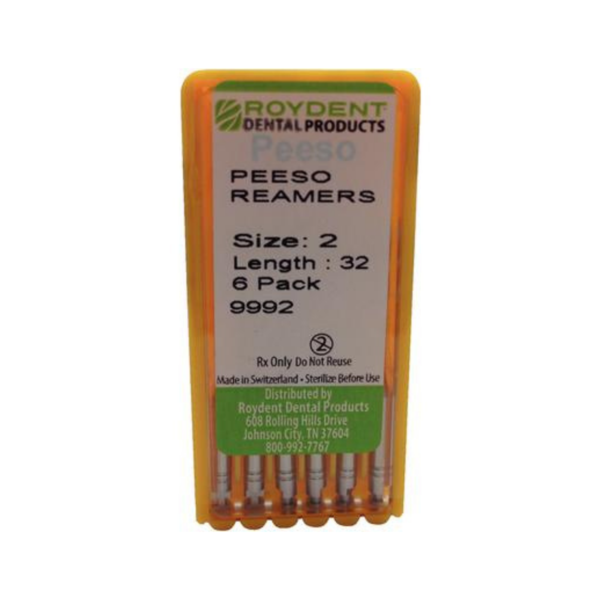 ROYDENT
DENTAL PRODUCTS
Peeso
PEESO
REAMERS
Size: 2
Length : 32
6 Pack
9992
2
Rx Only Do Not Reuse
Made in Switzerland • Sterilize Before Use
Distributed by
Roydent Dental Products
608 Rolling Hills Drive
Johnson City, TN 37604
800-992-7767